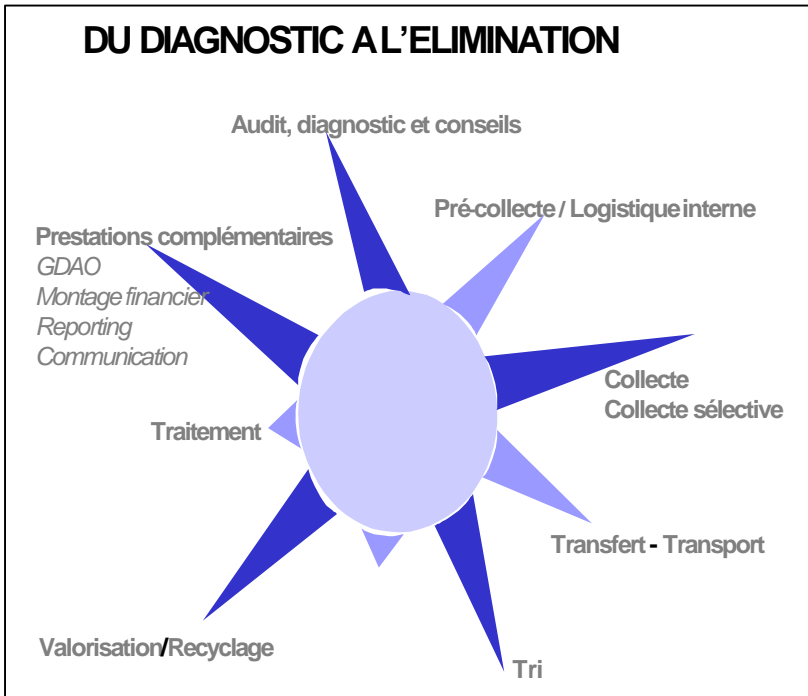 DU DIAGNOSTIC A L'ELIMINATION
Audit, diagnostic et conseils
Pré-collecte / Logistique interne
Prestations complémentaires
GDAO
Montage financier
Reporting
Communication
Collecte
Collecte sélective
Traitement
Transfert - Transport
Valorisation/Recyclage
Tri